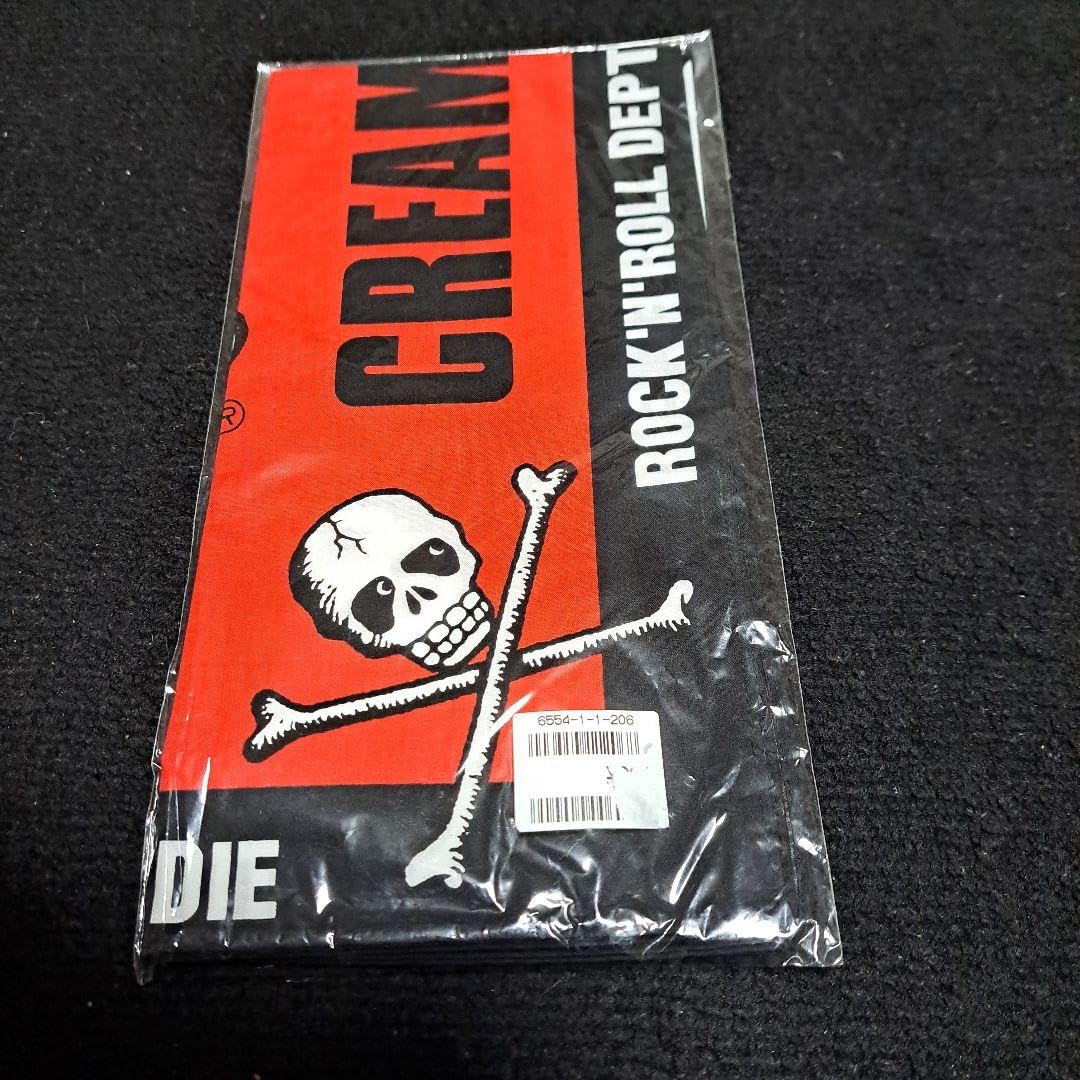 CREAM
ROCK'N'ROLL DEPT
®
6554-1-1-206
DIE